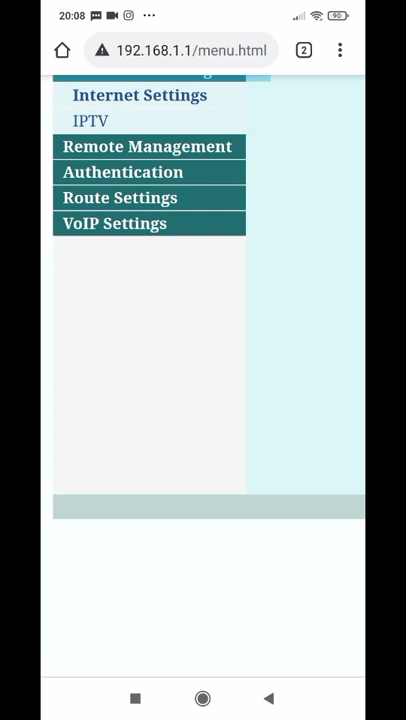 20:08
90
192.168.1.1/menu.html
2
Internet Settings
IPTV
Remote Management
Authentication
Route Settings
VoIP Settings